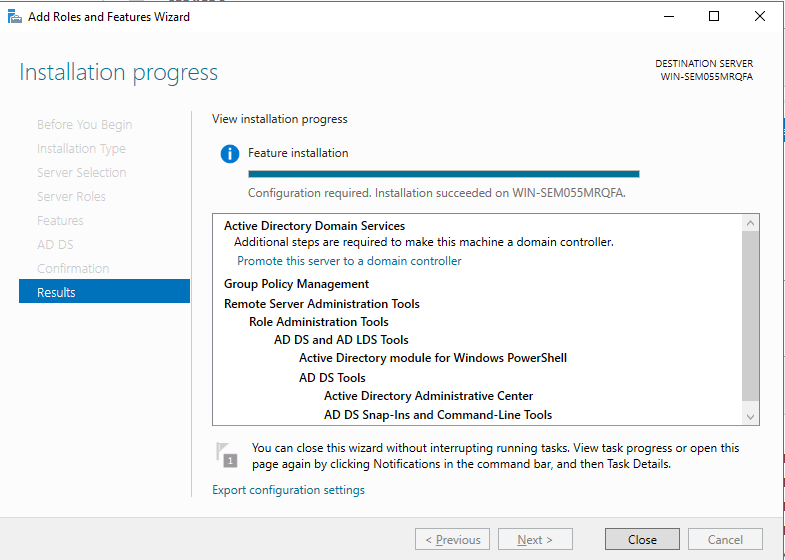 Add Roles and Features Wizard
Installation progress
DESTINATION SERVER
WIN-SEM055MRQFA
Before You Begin
Installation Type
Server Selection
Server Roles
Features
AD DS
Confirmation
Results
View installation progress
Feature installation
Configuration required. Installation succeeded on WIN-SEM055MRQFA.
Active Directory Domain Services
Additional steps are required to make this machine a domain controller.
Promote this server to a domain controller
Group Policy Management
Remote Server Administration Tools
Role Administration Tools
AD DS and AD LDS Tools
Active Directory module for Windows PowerShell
AD DS Tools
Active Directory Administrative Center
AD DS Snap-Ins and Command-Line Tools
1
You can close this wizard without interrupting running tasks. View task progress or open this
page again by clicking Notifications in the command bar, and then Task Details.
Export configuration settings
< Previous
Next >
Close
Cancel